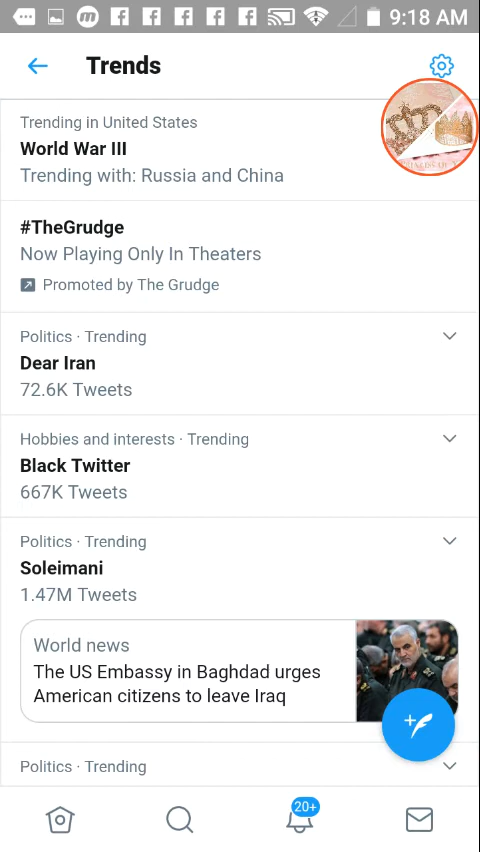 9:18 AM
Trends
Trending in United States
World War III
Trending with: Russia and China
#TheGrudge
Now Playing Only In Theaters
Promoted by The Grudge
Politics · Trending
Dear Iran
72.6K Tweets
Hobbies and interests · Trending
Black Twitter
667K Tweets
Politics · Trending
Soleimani
1.47M Tweets
World news
The US Embassy in Baghdad urges
American citizens to leave Iraq
Politics · Trending
20+